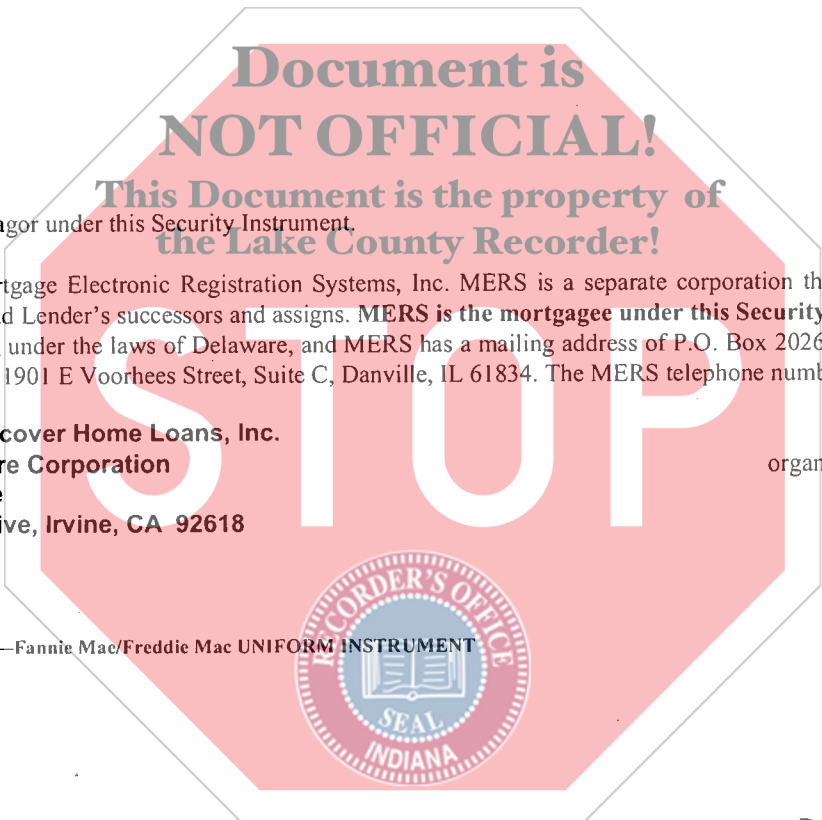 Document is
NOT OFFICIAL!
This Document is the property of
agor under this Security Instrument.
the Lake County Recorder!
rtgage Electronic Registration Systems, Inc. MERS is a separate corporation th
d Lender's successors and assigns. MERS is the mortgagee under this Security
under the laws of Delaware, and MERS has a mailing address of P.O. Box 2026
1901 E Voorhees Street, Suite C, Danville, IL 61834. The MERS telephone numb
cover Home Loans, Inc.
re Corporation organ
e
ive, Irvine, CA 92618
STOP
—Fannie Mae/Freddie Mac UNIFORM INSTRUMENT
RECORDER'S OFFICE
SEAL
INDIANA